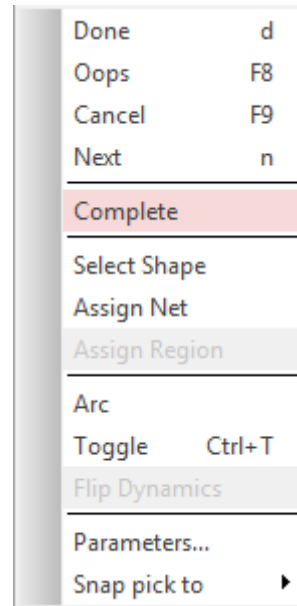 Done d
Oops F8
Cancel F9
Next n
Complete
Select Shape
Assign Net
Assign Region
Arc
Toggle Ctrl+T
Flip Dynamics
Parameters...
Snap pick to